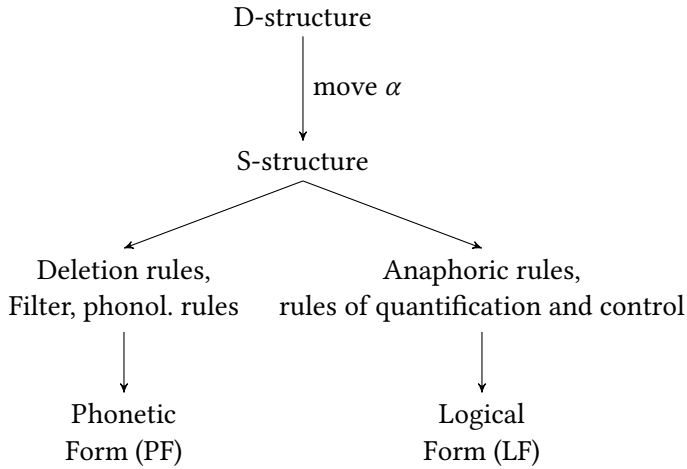 D-structure
move α
S-structure
Deletion rules,
Filter, phonol. rules
Anaphoric rules,
rules of quantification and control
Phonetic
Form (PF)
Logical
Form (LF)